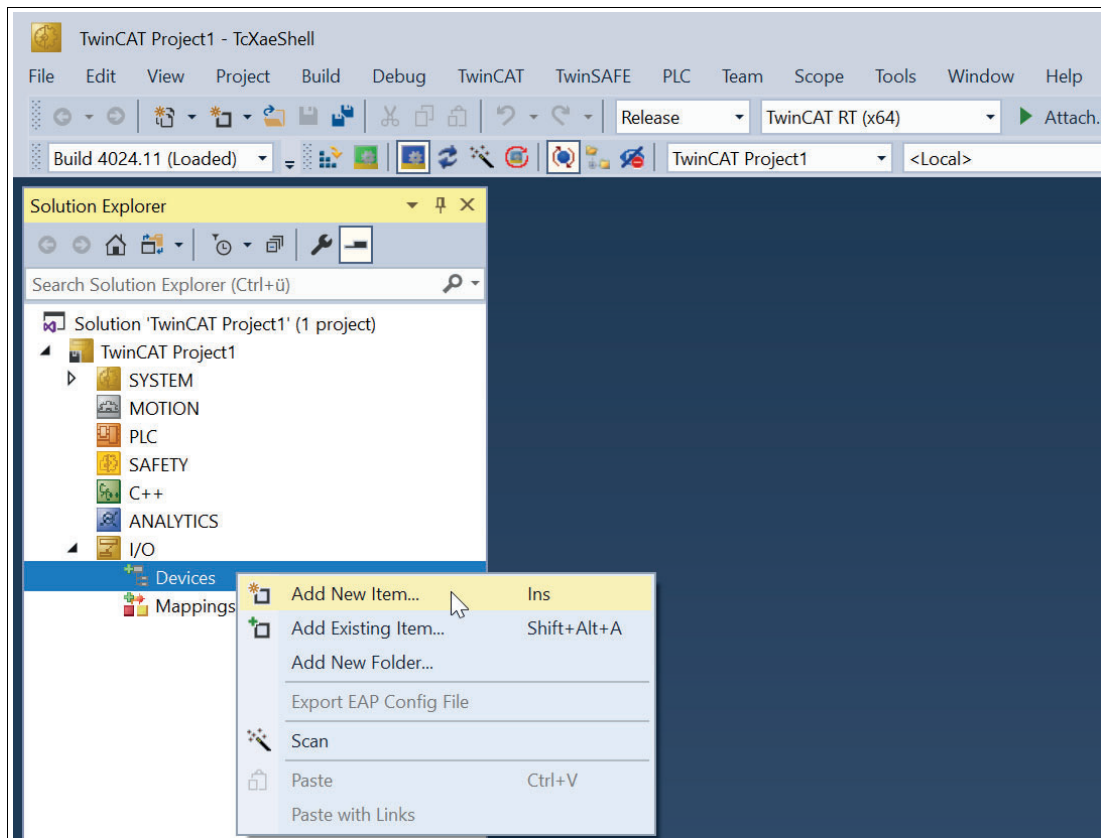 TwinCAT Project1 - TcXaeShell
File Edit View Project Build Debug TwinCAT TwinSAFE PLC Team Scope Tools Window Help
Release TwinCAT RT (x64) Attach.
Build 4024.11 (Loaded) TwinCAT Project1 <Local>
Solution Explorer
Search Solution Explorer (Ctrl+ü)
Solution 'TwinCAT Project1' (1 project)
TwinCAT Project1
SYSTEM
MOTION
PLC
SAFETY
C++
ANALYTICS
I/O
Devices
Mappings
Add New Item... Ins
Add Existing Item... Shift+Alt+A
Add New Folder...
Export EAP Config File
Scan
Paste Ctrl+V
Paste with Links